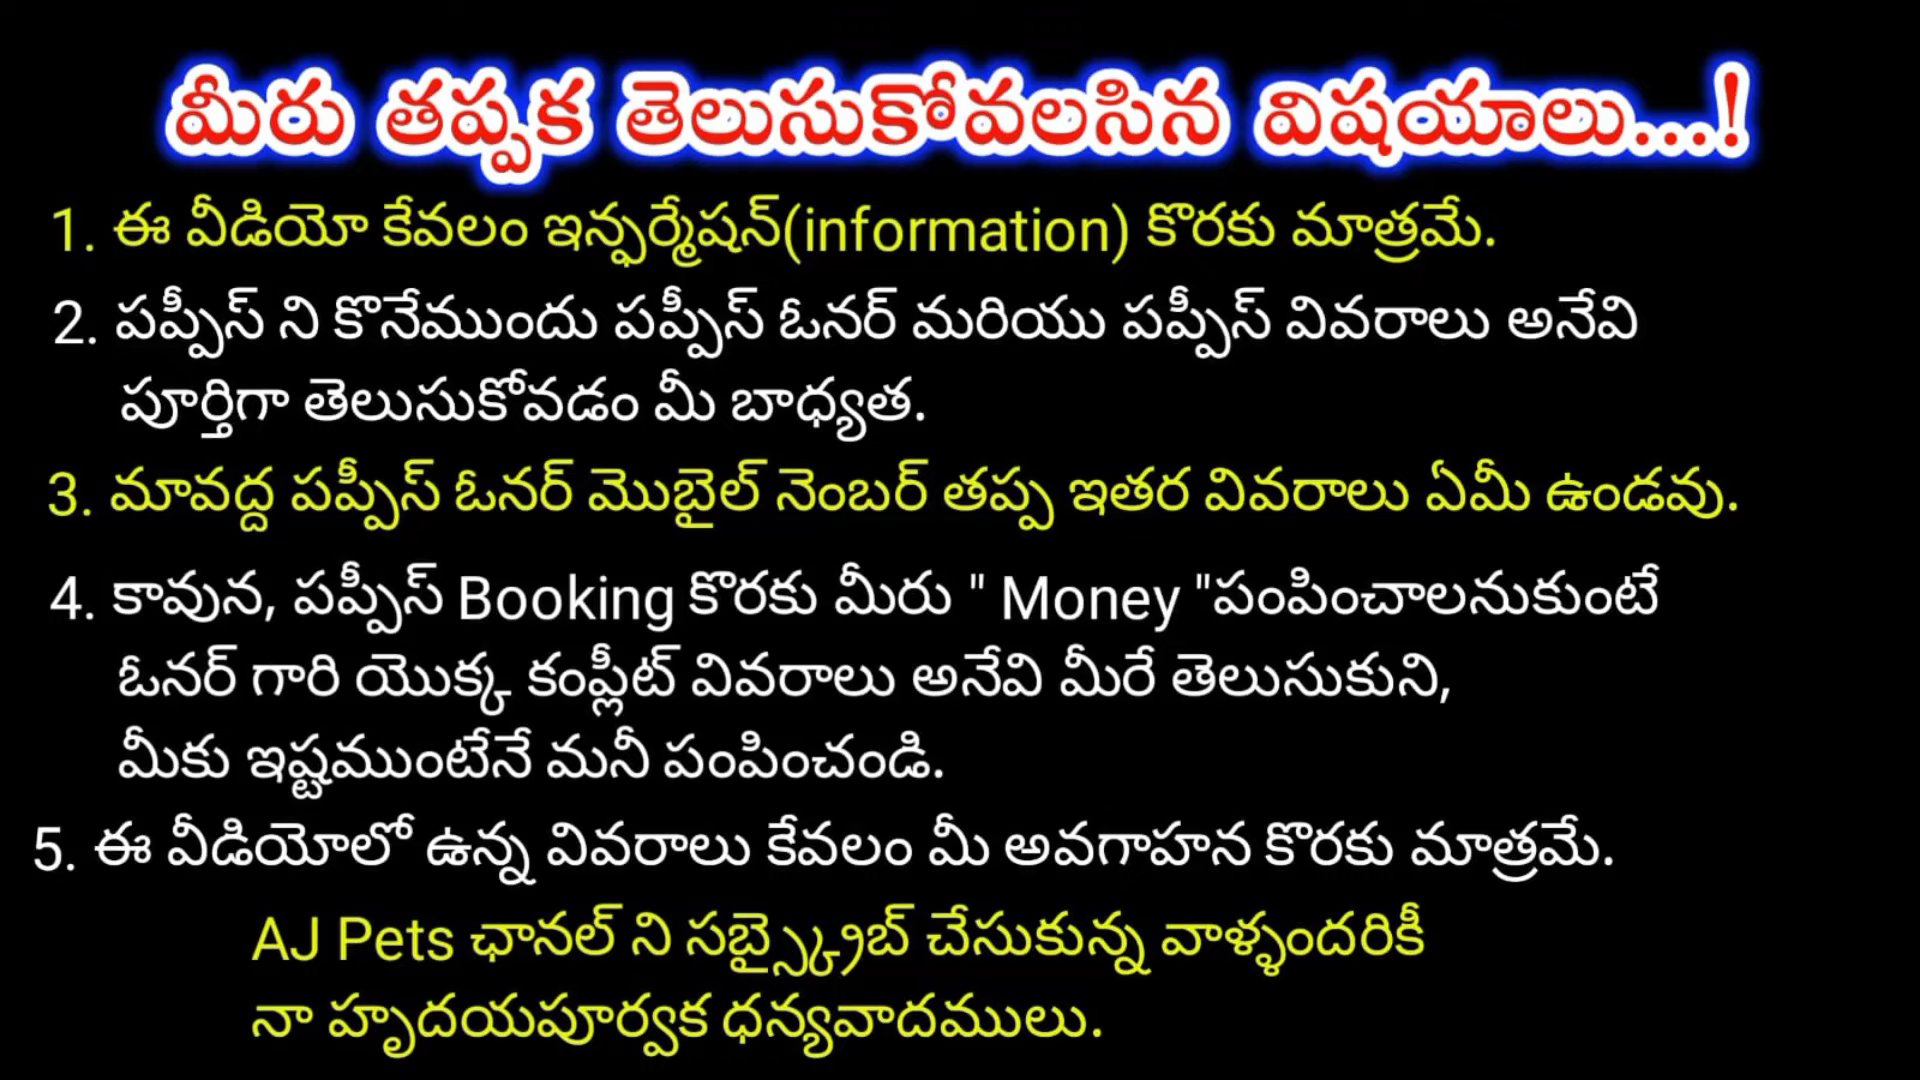 మీరు తప్పక తెలుసుకోవలసిన విషయాలు...!
1. ఈ వీడియో కేవలం ఇన్ఫర్మేషన్(information) కొరకు మాత్రమే.
2. పప్పీస్ ని కొనేముందు పప్పీస్ ఓనర్ మరియు పప్పీస్ వివరాలు అనేవి
పూర్తిగా తెలుసుకోవడం మీ బాధ్యత.
3. మావద్ద పప్పీస్ ఓనర్ మొబైల్ నెంబర్ తప్ప ఇతర వివరాలు ఏమీ ఉండవు.
4. కావున, పప్పీస్ Booking కొరకు మీరు " Money "పంపించాలనుకుంటే
ఓనర్ గారి యొక్క కంప్లీట్ వివరాలు అనేవి మీరే తెలుసుకుని,
మీకు ఇష్టముంటేనే మనీ పంపించండి.
5. ఈ వీడియోలో ఉన్న వివరాలు కేవలం మీ అవగాహన కొరకు మాత్రమే.
AJ Pets ఛానల్ ని సబ్స్క్రైబ్ చేసుకున్న వాళ్ళందరికీ
నా హృదయపూర్వక ధన్యవాదములు.